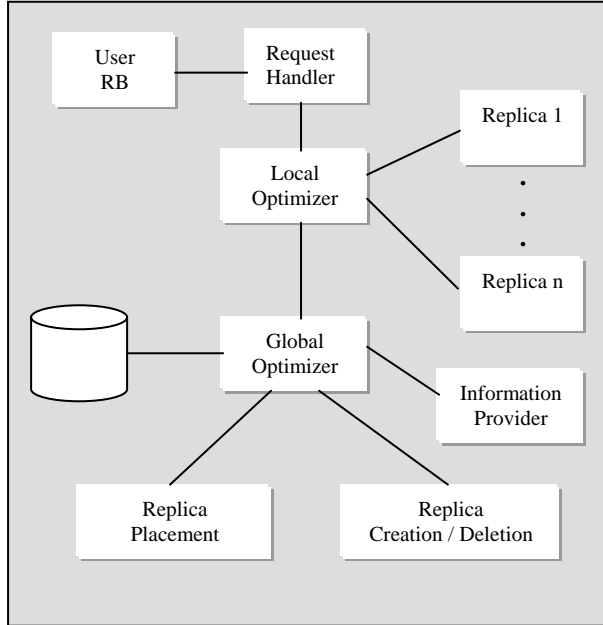 User
RB
Request
Handler
Replica 1
Local
Optimizer
.
.
.
Replica n
Global
Optimizer
Information
Provider
Replica
Placement
Replica
Creation / Deletion